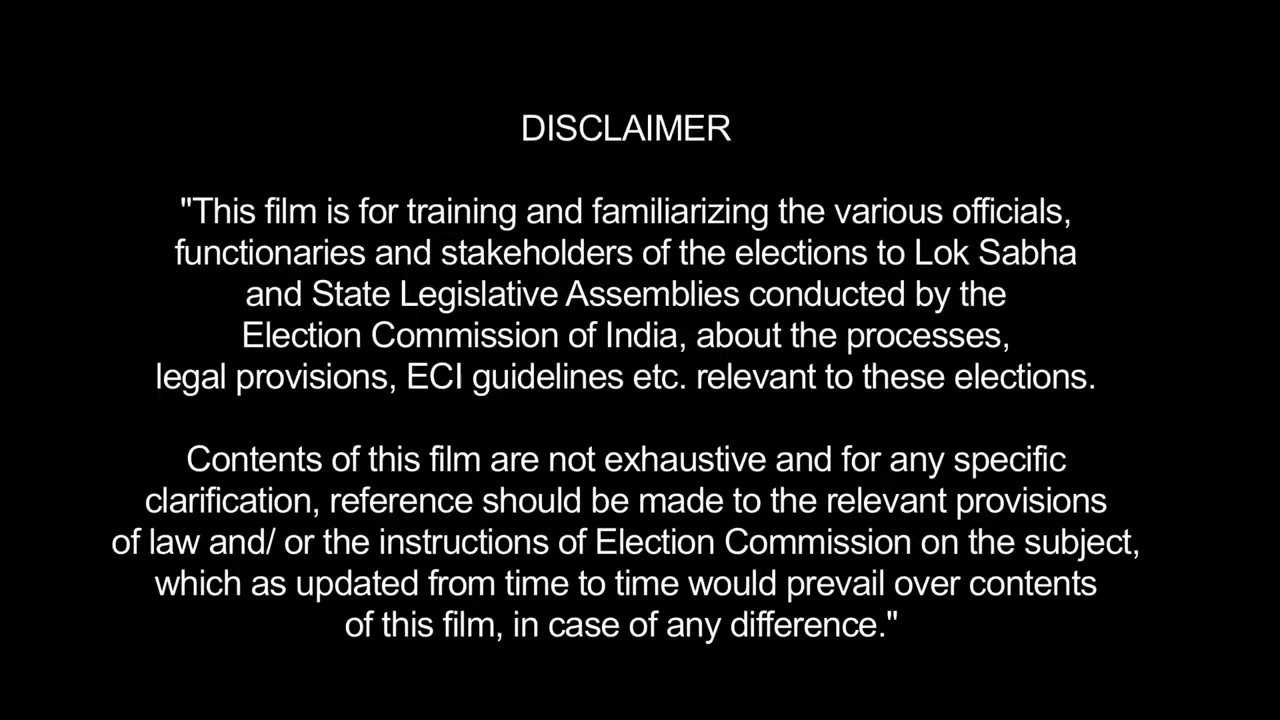 DISCLAIMER
"This film is for training and familiarizing the various officials,
functionaries and stakeholders of the elections to Lok Sabha
and State Legislative Assemblies conducted by the
Election Commission of India, about the processes,
legal provisions, ECI guidelines etc. relevant to these elections.
Contents of this film are not exhaustive and for any specific
clarification, reference should be made to the relevant provisions
of law and/ or the instructions of Election Commission on the subject,
which as updated from time to time would prevail over contents
of this film, in case of any difference."